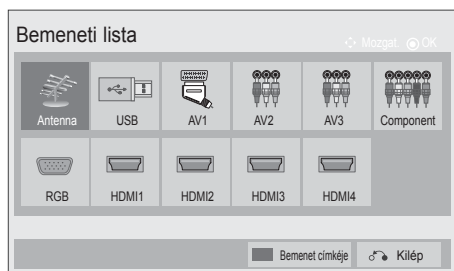 Bemeneti lista
Mozgat OK
Antenna USB AV1 AV2 AV3 Component
RGB HDMI1 HDMI2 HDMI3 HDMI4
Bemenet címkéje Kilép